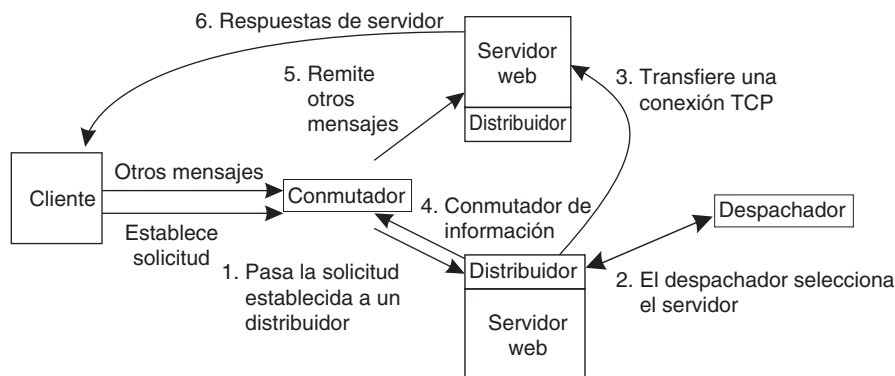 6. Respuestas de servidor
Servidor
web
Distribuidor
5. Remite
otros
mensajes
3. Transfiere una
conexión TCP
Cliente
Otros mensajes
Establece
solicitud
Conmutador
4. Conmutador de
información
Despachador
1. Pasa la solicitud
establecida a un
distribuidor
Distribuidor
Servidor
web
2. El despachador selecciona
el servidor